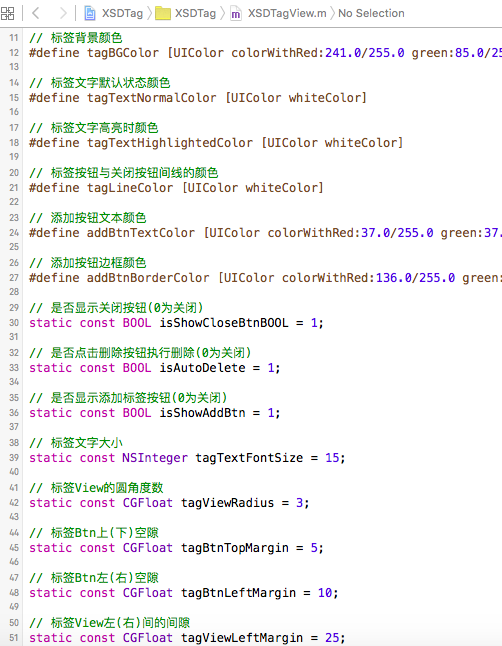 XSDTag XSDTag XSDTagView.m No Selection
11 // 标签背景颜色
12 #define tagBGColor [UIColor colorWithRed:241.0/255.0 green:85.0/25
13
14 // 标签文字默认状态颜色
15 #define tagTextNormalColor [UIColor whiteColor]
16
17 // 标签文字高亮时颜色
18 #define tagTextHighlightedColor [UIColor whiteColor]
19
20 // 标签按钮与关闭按钮间线的颜色
21 #define tagLineColor [UIColor whiteColor]
22
23 // 添加按钮文本颜色
24 #define addBtnTextColor [UIColor colorWithRed:37.0/255.0 green:37.
25
26 // 添加按钮边框颜色
27 #define addBtnBorderColor [UIColor colorWithRed:136.0/255.0 green:
28
29 // 是否显示关闭按钮(0为关闭)
30 static const BOOL isShowCloseBtnBOOL = 1;
31
32 // 是否点击删除按钮执行删除(0为关闭)
33 static const BOOL isAutoDelete = 1;
34
35 // 是否显示添加标签按钮(0为关闭)
36 static const BOOL isShowAddBtn = 1;
37
38 // 标签文字大小
39 static const NSInteger tagTextFontSize = 15;
40
41 // 标签View的圆角度数
42 static const CGFloat tagViewRadius = 3;
43
44 // 标签Btn上(下)空隙
45 static const CGFloat tagBtnTopMargin = 5;
46
47 // 标签Btn左(右)空隙
48 static const CGFloat tagBtnLeftMargin = 10;
49
50 // 标签View左(右)间的间隙
51 static const CGFloat tagViewLeftMargin = 25;